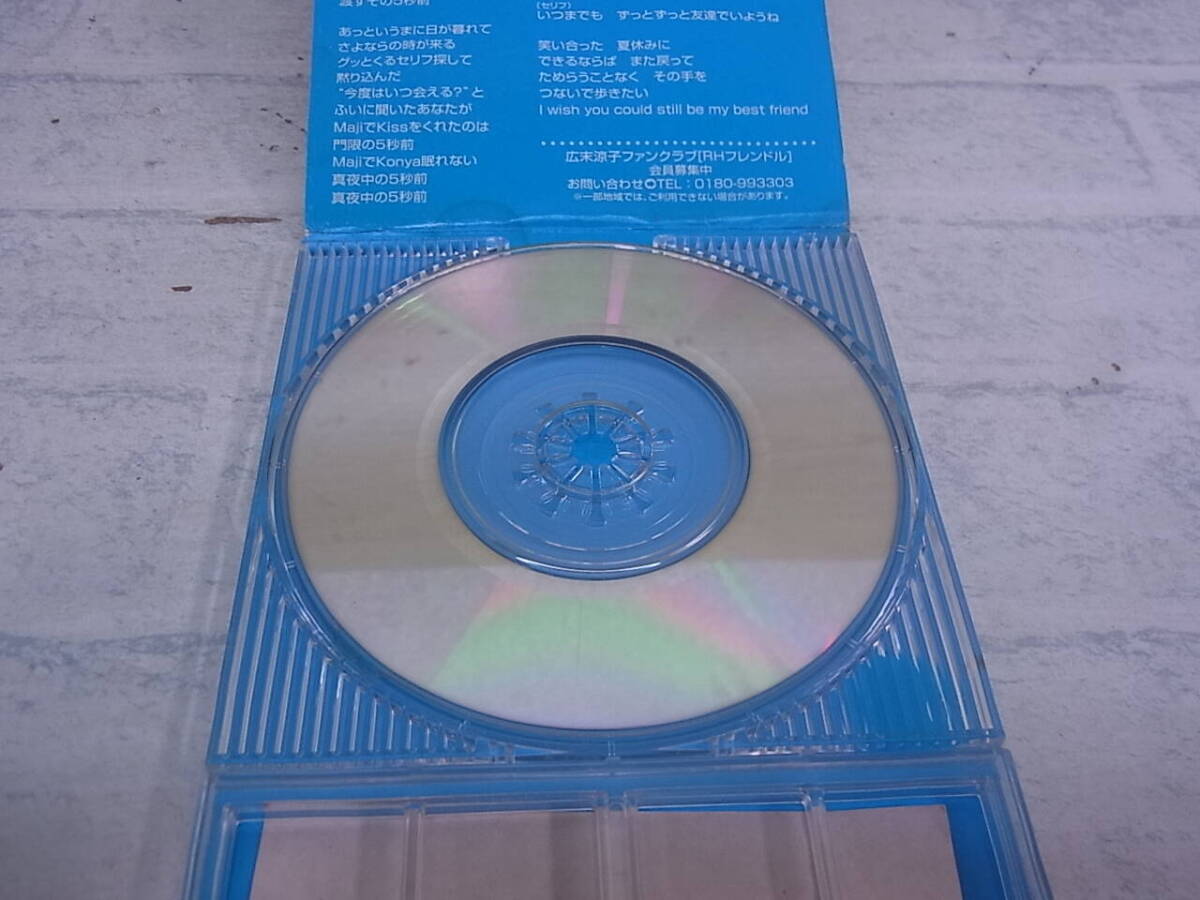 渡すその5秒前
あっというまに日が暮れて
さよならの時が来る
グッとくるセリフ探して
黙り込んだ
“今度はいつ会える?”と
ふいに聞いたあなたが
MajiでKissをくれたのは
門限の5秒前
MajiでKonya眠れない
真夜中の5秒前
真夜中の5秒前
(セリフ)
いつまでも ずっとずっと友達でいようね
笑い合った 夏休みに
できるならば また戻って
ためらうことなく その手を
つないで歩きたい
I wish you could still be my best friend
広末涼子ファンクラブ[RHフレンドル]
会員募集中
お問い合わせ✪TEL:0180-993303
※一部地域では、ご利用できない場合があります。